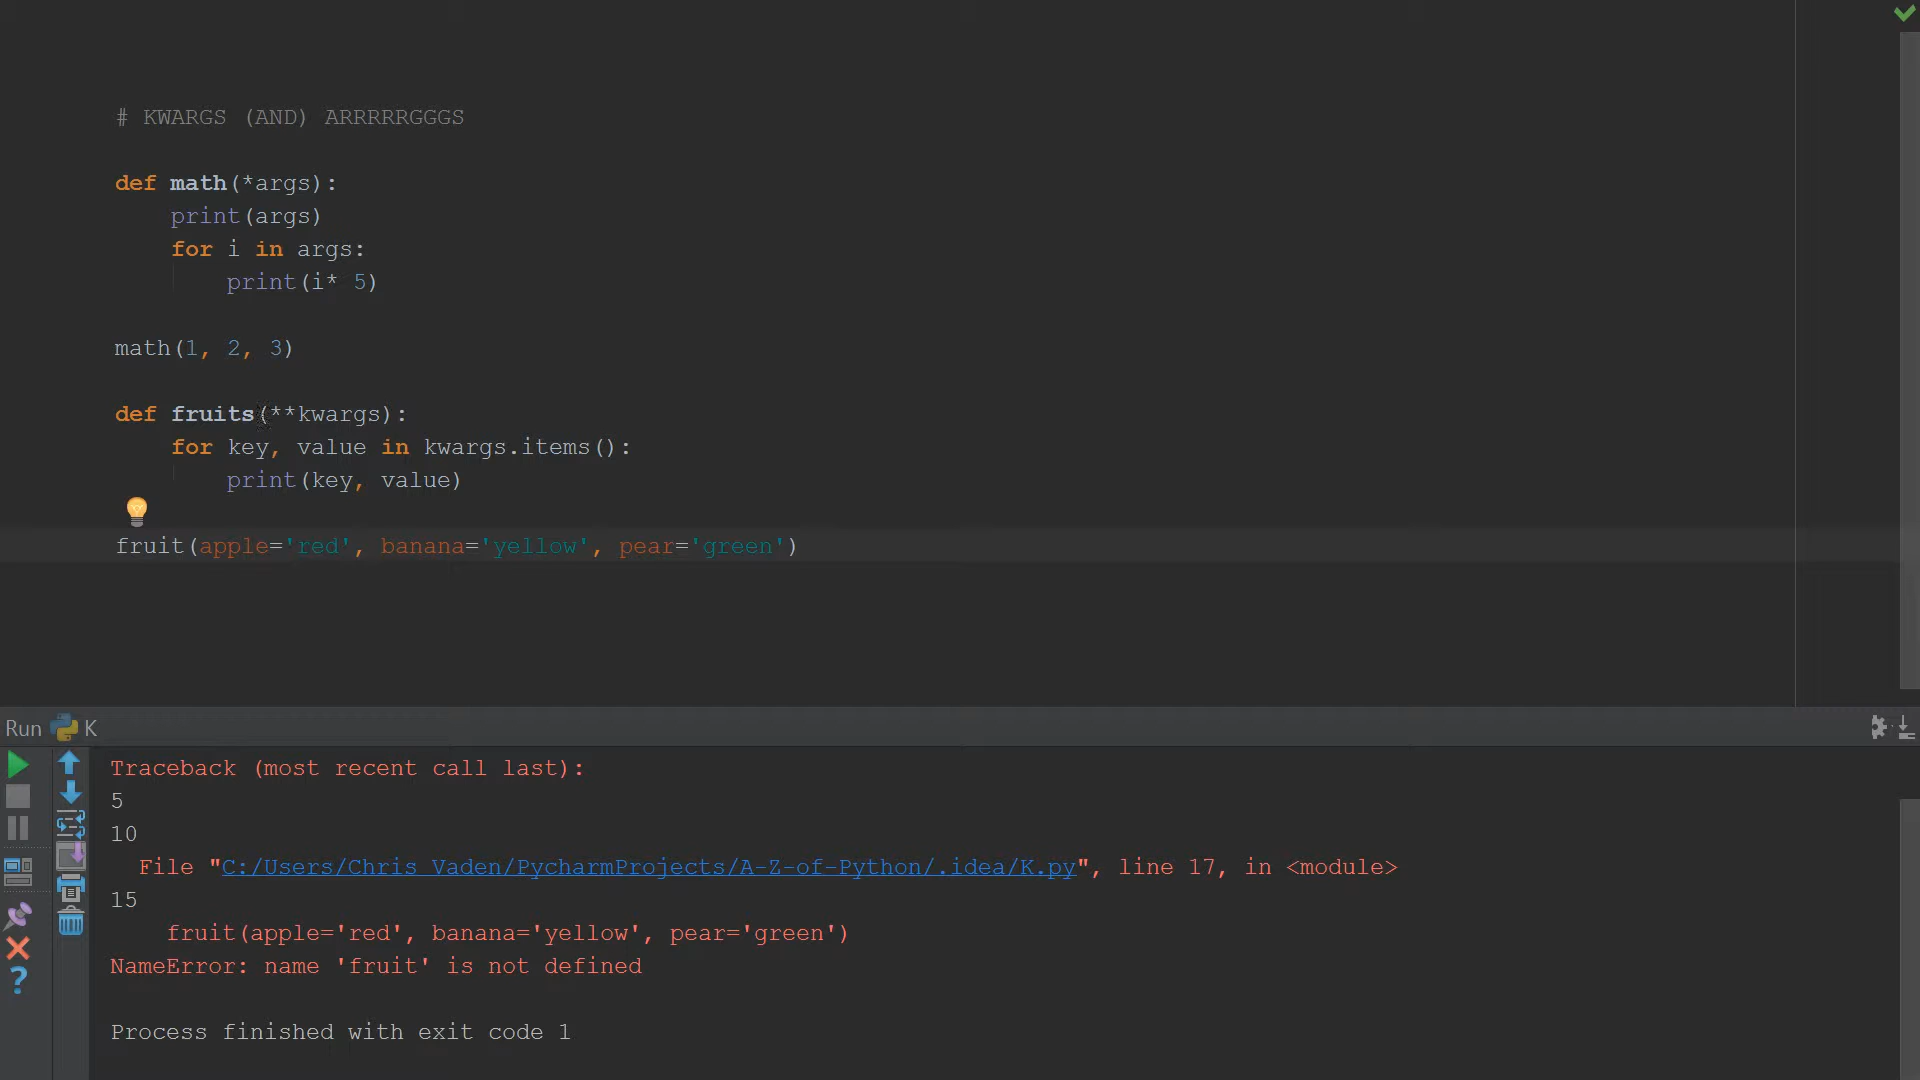 # KWARGS (AND) ARRRRRGGGS
def math(*args):
print(args)
for i in args:
print(i* 5)
math(1, 2, 3)
def fruits(**kwargs):
for key, value in kwargs.items():
print(key, value)
fruit(apple='red', banana='yellow', pear='green')
Run K
Traceback (most recent call last):
5
10
File "C:/Users/Chris Vaden/PycharmProjects/A-Z-of-Python/.idea/K.py", line 17, in <module>
15
fruit(apple='red', banana='yellow', pear='green')
NameError: name 'fruit' is not defined
Process finished with exit code 1